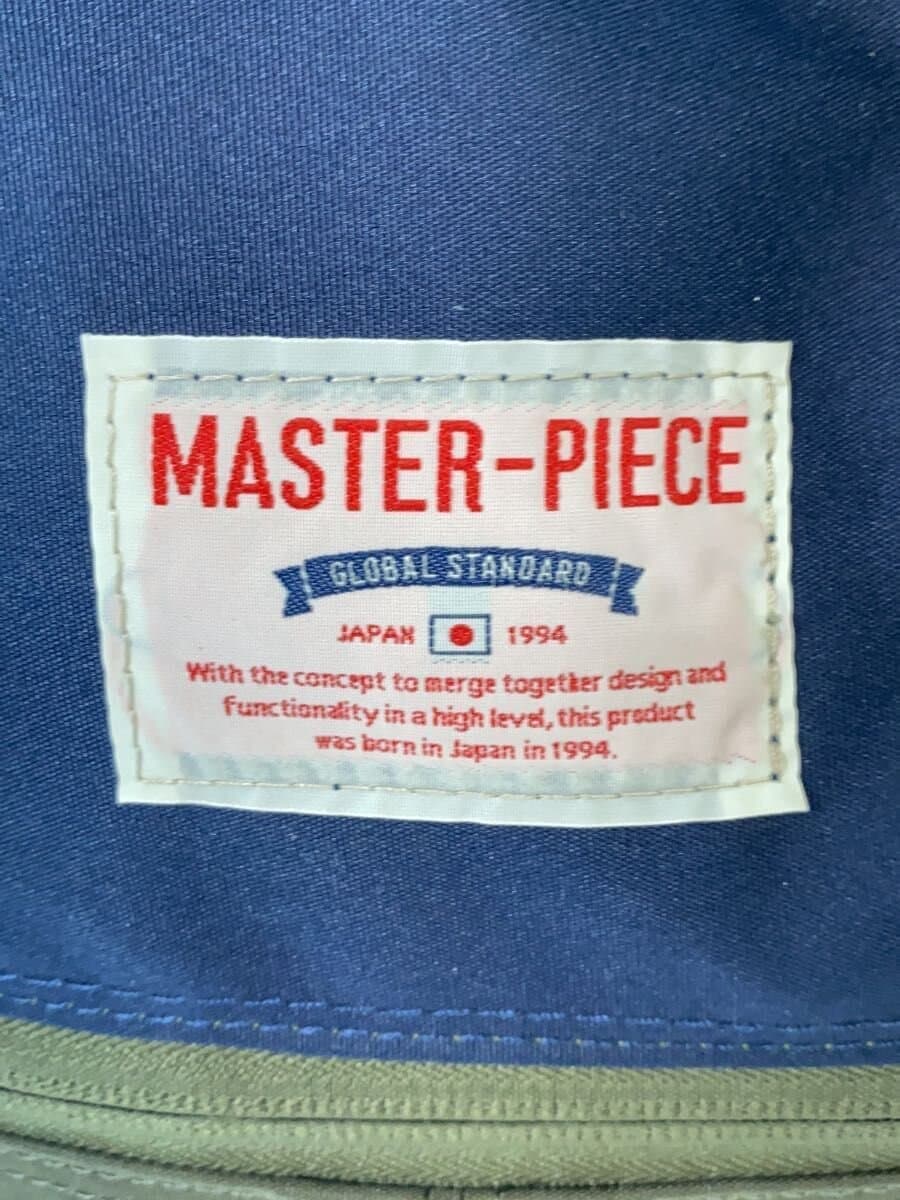 MASTER-PIECE
GLOBAL STANDARD
JAPAN 1994
With the concept to merge together design and
functionality in a high level, this product
was born in Japan in 1994.